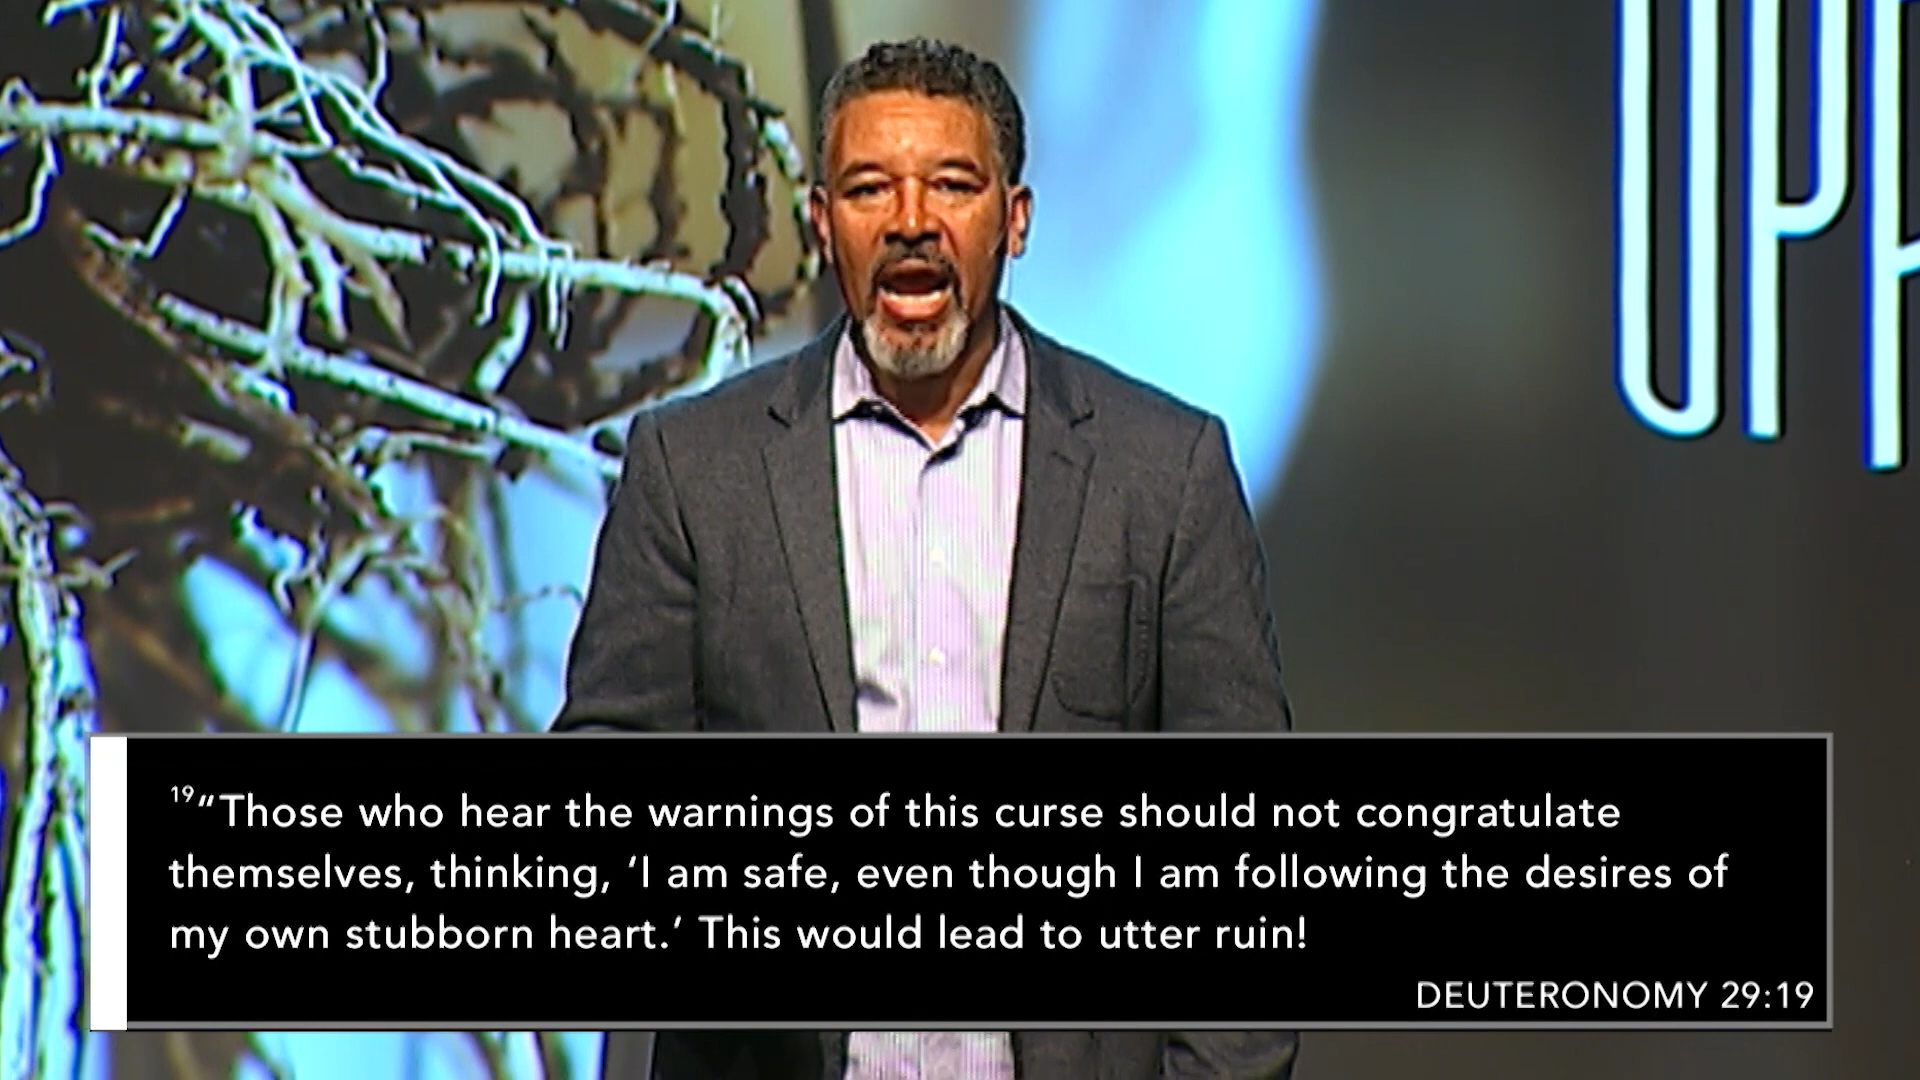 UP
¹⁹“Those who hear the warnings of this curse should not congratulate
themselves, thinking, ‘I am safe, even though I am following the desires of
my own stubborn heart.’ This would lead to utter ruin!
DEUTERONOMY 29:19